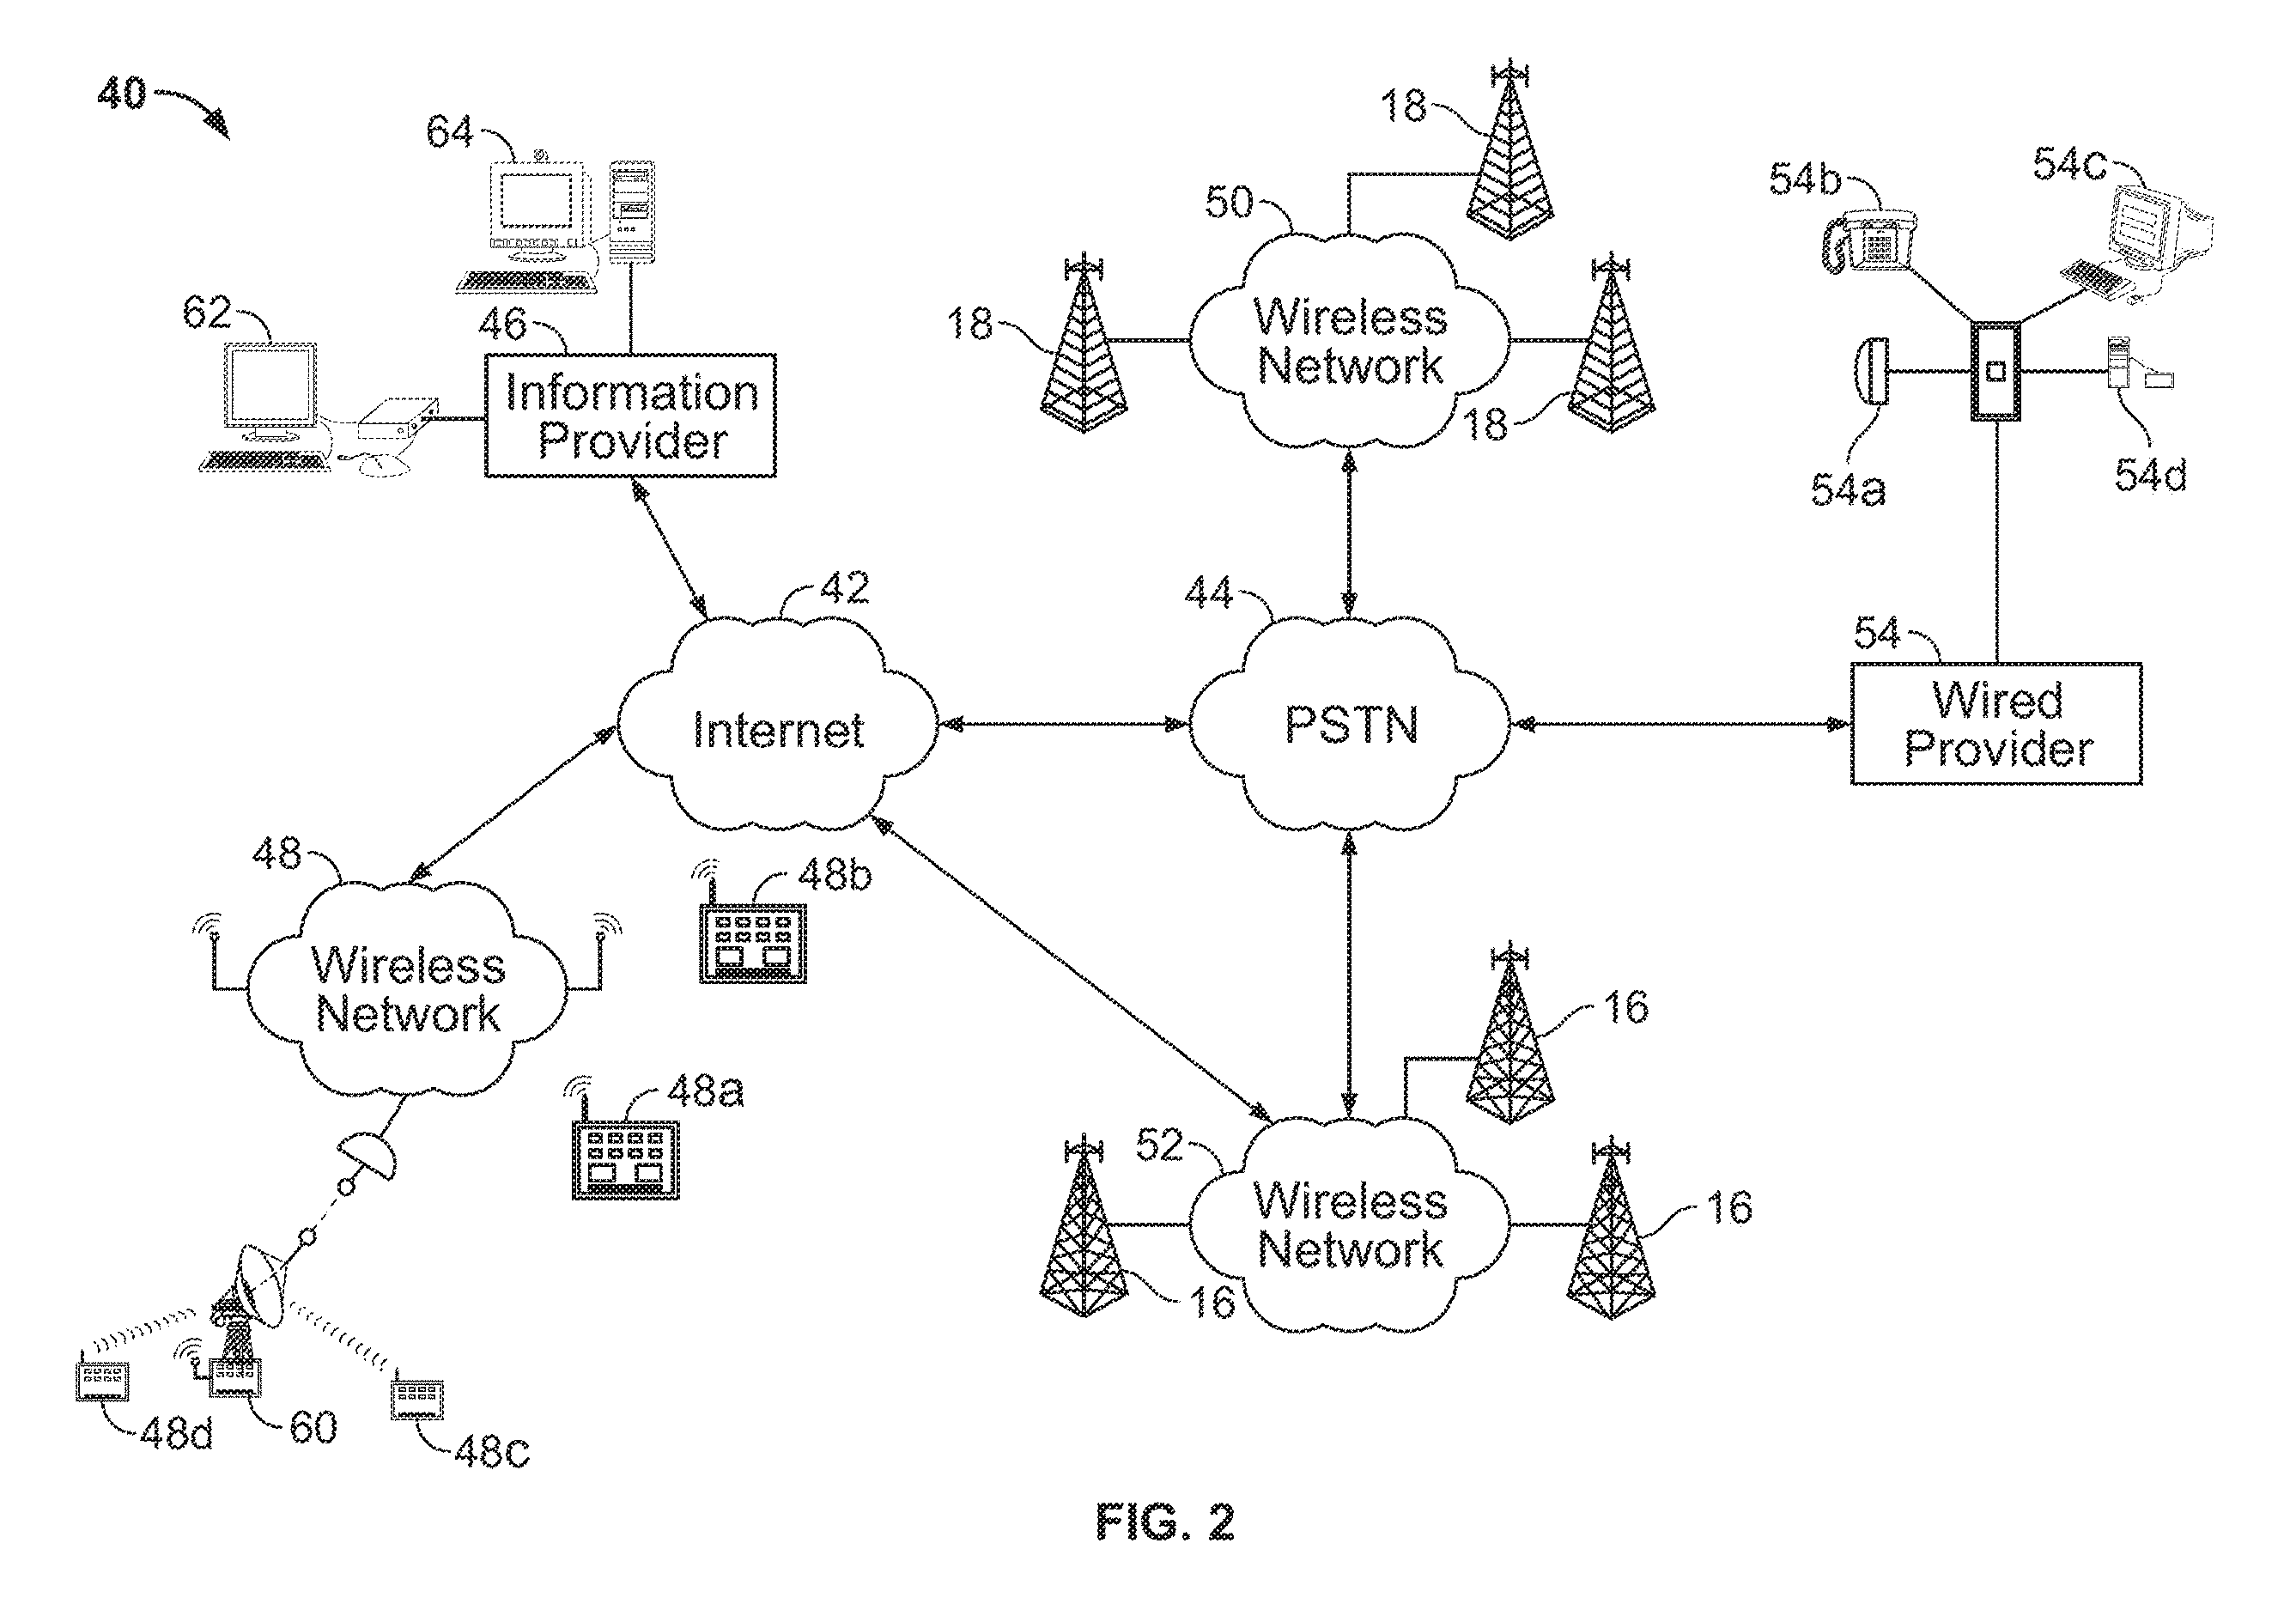 40
64
18
54b
54c
50
62
46
18
Wireless
Network
18
Information
Provider
54a
54d
42
44
54
Internet
PSTN
Wired
Provider
48
48b
Wireless
Network
16
48a
52
Wireless
Network
16
16
48d
60
48c
FIG. 2